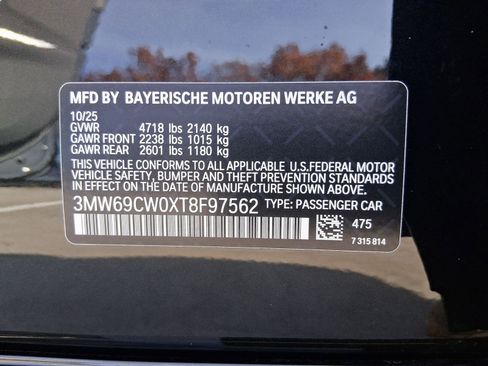 MFD BY BAYERISCHE MOTOREN WERKE AG
10/25
GVWR 4718 lbs 2140 kg
GAWR FRONT 2238 lbs 1015 kg
GAWR REAR 2601 lbs 1180 kg
THIS VEHICLE CONFORMS TO ALL APPLICABLE U.S.FEDERAL MOTOR
VEHICLE SAFETY, BUMPER, AND THEFT PREVENTION STANDARDS
IN EFFECT ON THE DATE OF MANUFACTURE SHOWN ABOVE.
3MW69CW0XT8F97562 TYPE: PASSENGER CAR
475
7 315 814